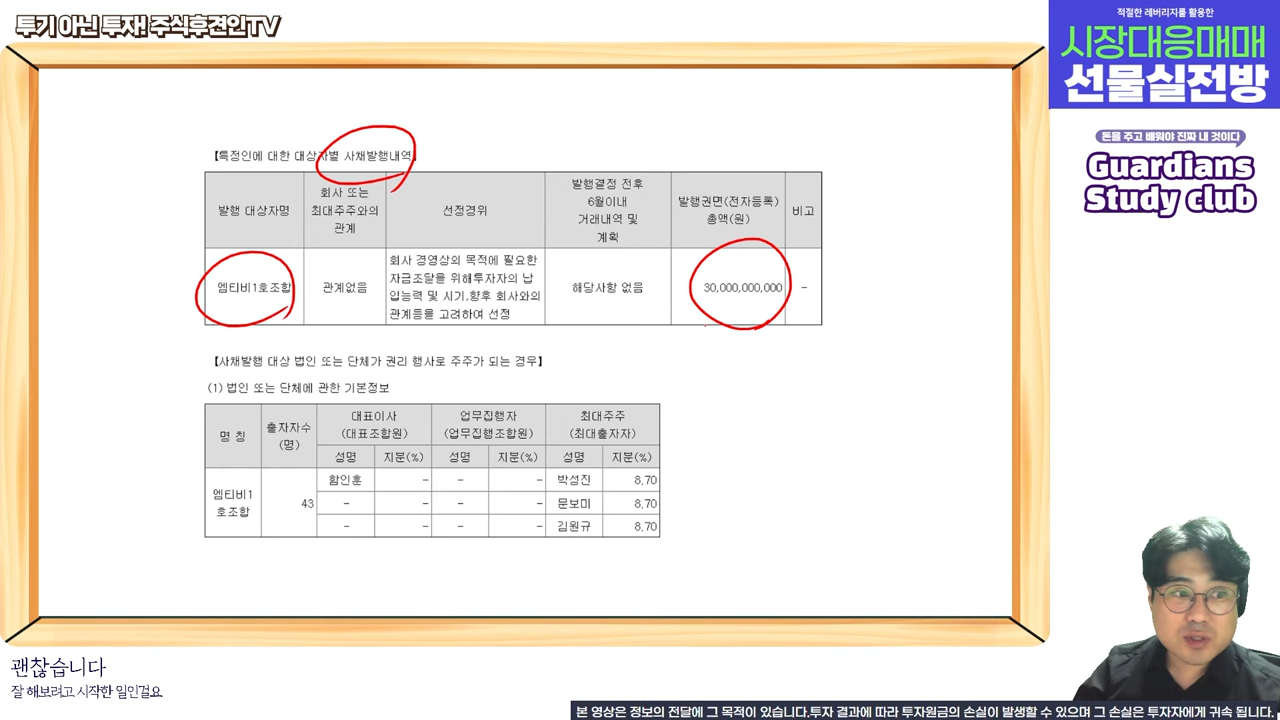 투기 아닌 투자! 주식후견인TV
적절한 레버리지를 활용한
시장대응매매
선물실전방
돈을 주고 배워야 진짜 내 것이다
Guardians
Study club
【특정인에 대한 대상자별 사채발행내역】
발행 대상자명
회사 또는
최대주주와의
관계
선정경위
발행결정 전후
6월이내
거래내역 및
계획
발행권면(전자등록)
총액(원)
비고
엠티비1호조합
관계없음
회사 경영상의 목적에 필요한
자금조달을 위해투자자의 납
입능력 및 시기,향후 회사와의
관계등을 고려하여 선정
해당사항 없음
30,000,000,000
-
【사채발행 대상 법인 또는 단체가 권리 행사로 주주가 되는 경우】
(1) 법인 또는 단체에 관한 기본정보
명 칭
출자자수
(명)
대표이사
(대표조합원)
업무집행자
(업무집행조합원)
최대주주
(최대출자자)
성명 지분(%) 성명 지분(%) 성명 지분(%)
엠티비1
호조합
43
함인훈 - - - 박성진 8.70
- - - - 문보미 8.70
- - - - 김원규 8.70
괜찮습니다
잘 해보려고 시작한 일인걸요
본 영상은 정보의 전달에 그 목적이 있습니다.투자 결과에 따라 투자원금의 손실이 발생할 수 있으며 그 손실은 투자자에게 귀속 됩니다.